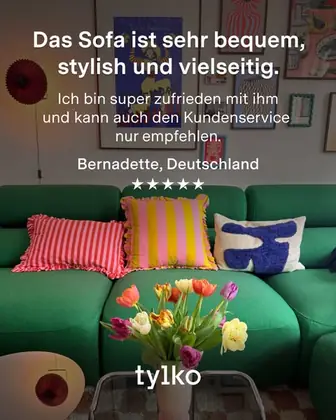 Das Sofa ist sehr bequem,
stylish und vielseitig.
Ich bin super zufrieden mit ihm
und kann auch den Kundenservice
nur empfehlen.
Bernadette, Deutschland
★★★★★
tylko